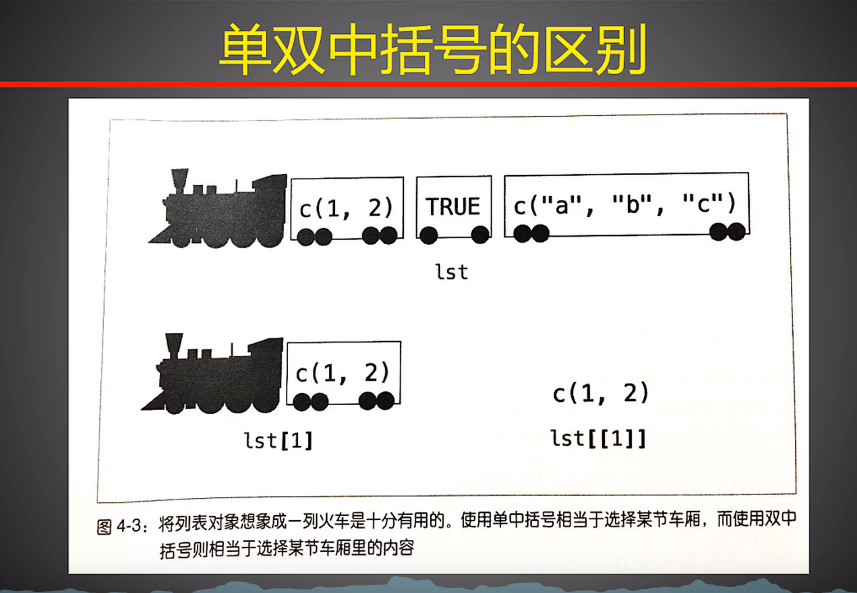 单双中括号的区别
c(1, 2) TRUE c("a", "b", "c")
lst
c(1, 2)
c(1, 2)
lst[1] lst[[1]]
图 4-3：将列表对象想象成一列火车是十分有用的。使用单中括号相当于选择某节车厢，而使用双中
括号则相当于选择某节车厢里的内容